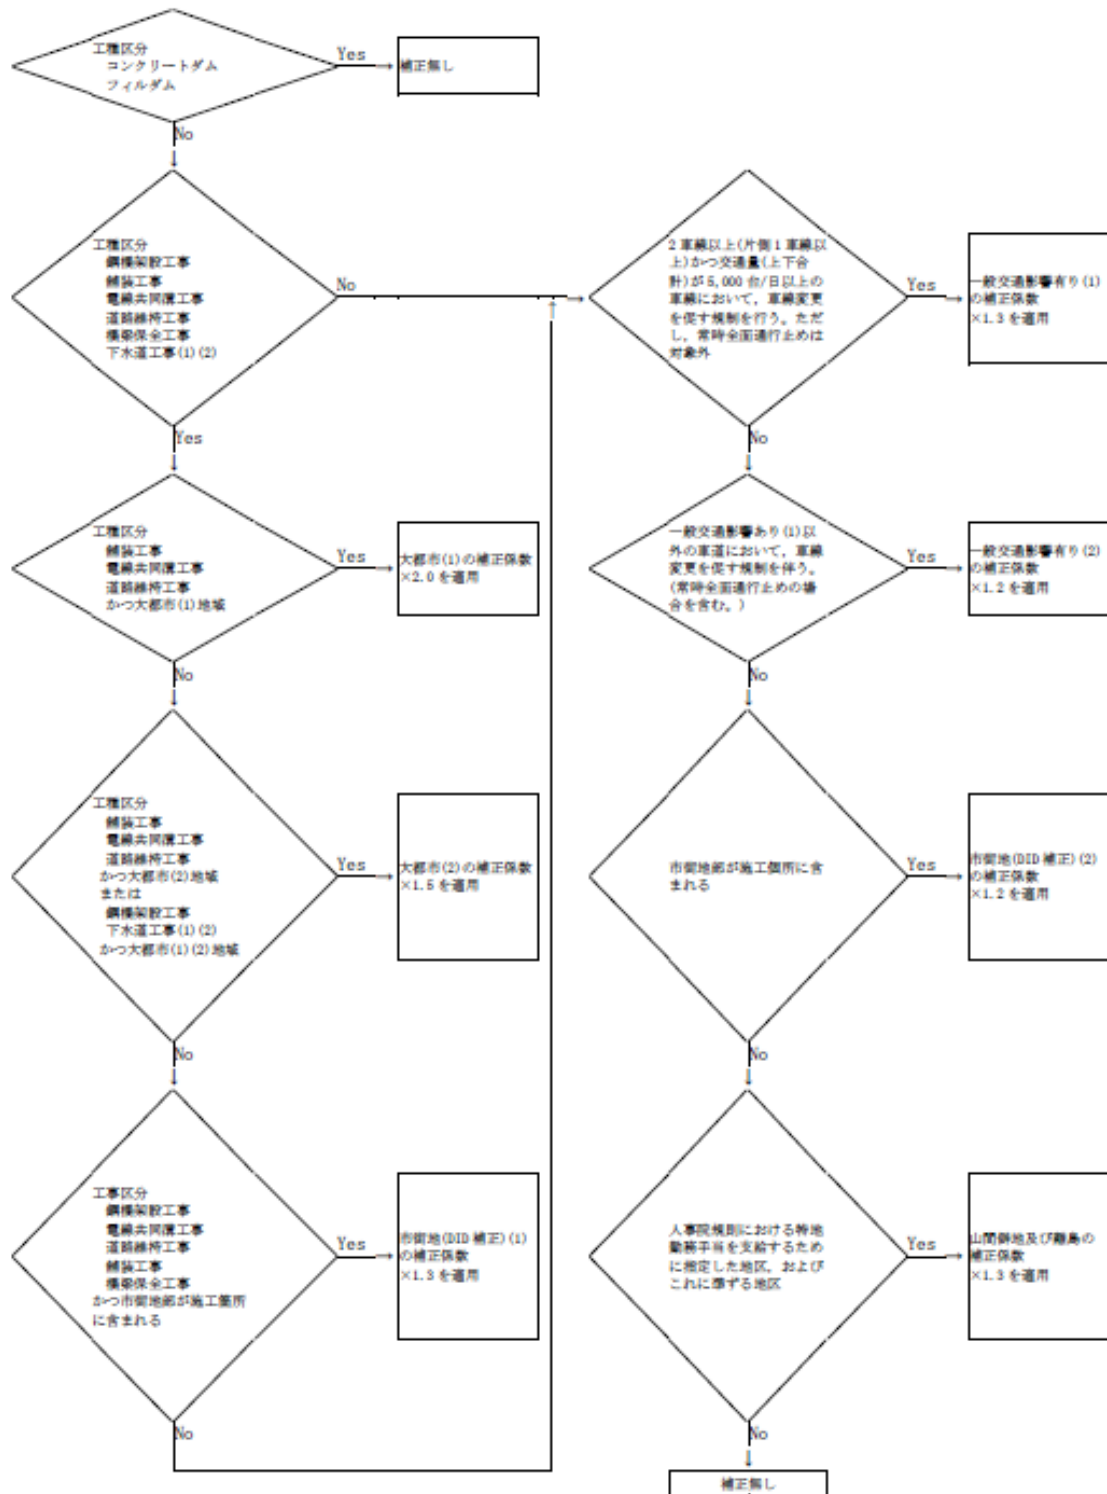 工種区分
コンクリートダム
フィルダム
Yes
補正無し
No
工種区分
鋼橋架設工事
舗装工事
電線共同溝工事
道路維持工事
橋梁保全工事
下水道工事(1)(2)
No
Yes
工種区分
舗装工事
電線共同溝工事
道路維持工事
かつ大都市(1)地域
Yes
大都市(1)の補正係数
×2.0を適用
No
工種区分
舗装工事
電線共同溝工事
道路維持工事
かつ大都市(2)地域
または
鋼橋架設工事
下水道工事(1)(2)
かつ大都市(1)(2)地域
Yes
大都市(2)の補正係数
×1.5を適用
No
工事区分
鋼橋架設工事
電線共同溝工事
道路維持工事
舗装工事
橋梁保全工事
かつ市街地部が施工箇所
に含まれる
Yes
市街地(DID補正)(1)
の補正係数
×1.3を適用
No
2車線以上(片側1車線以
上)かつ交通量(上下合
計)が5,000台/日以上の
車線において，車線変更
を促す規制を行う。ただ
し，常時全面通行止めは
対象外
Yes
一般交通影響有り(1)
の補正係数
×1.3を適用
No
一般交通影響あり(1)以
外の車道において，車線
変更を促す規制を伴う。
(常時全面通行止めの場
合を含む。)
Yes
一般交通影響有り(2)
の補正係数
×1.2を適用
No
市街地部が施工個所に含
まれる
Yes
市街地(DID補正)(2)
の補正係数
×1.2を適用
No
人事院規則における特地
勤務手当を支給するため
に指定した地区，および
これに準ずる地区
Yes
山間僻地及び離島の
補正係数
×1.3を適用
No
補正無し